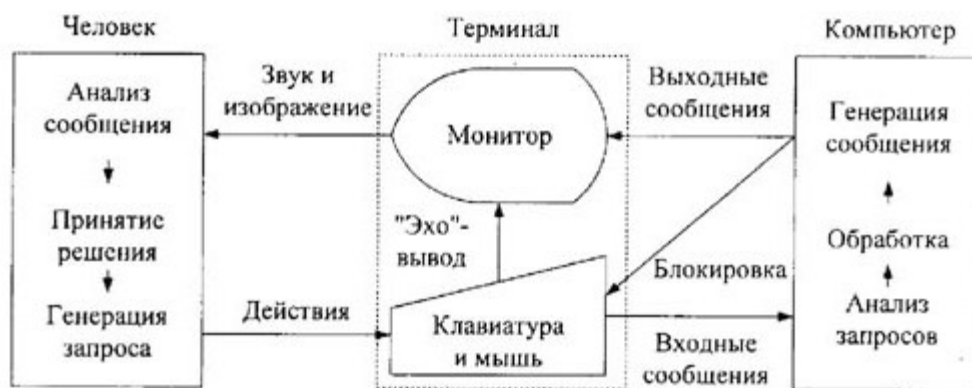 Человек
Терминал
Компьютер
Анализ
сообщения
Принятие
решения
Генерация
запроса
Звук и
изображение
Действия
Монитор
"Эхо"-
вывод
Клавиатура
и мышь
Выходные
сообщения
Блокировка
Входные
сообщения
Генерация
сообщения
Обработка
Анализ
запросов